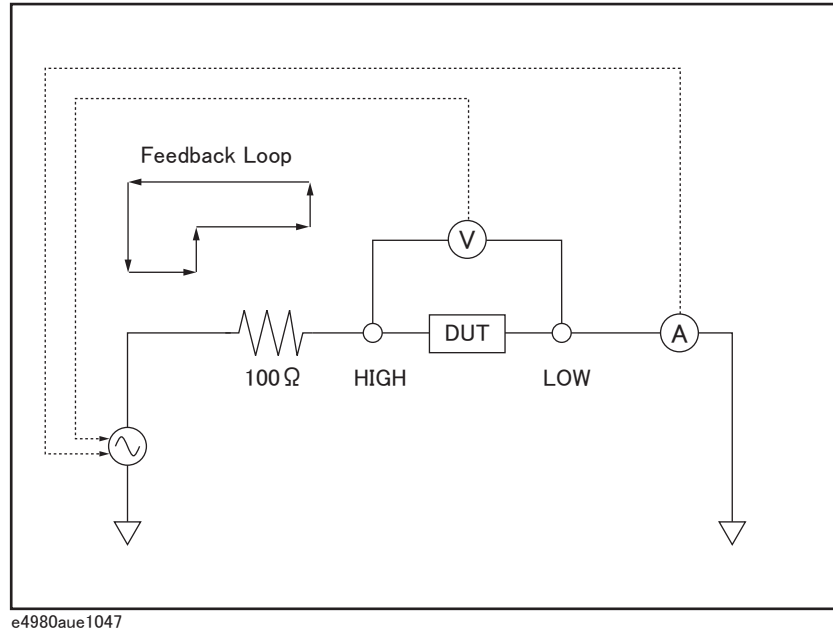 Feedback Loop
V
DUT
A
100Ω
HIGH
LOW
e4980aue1047